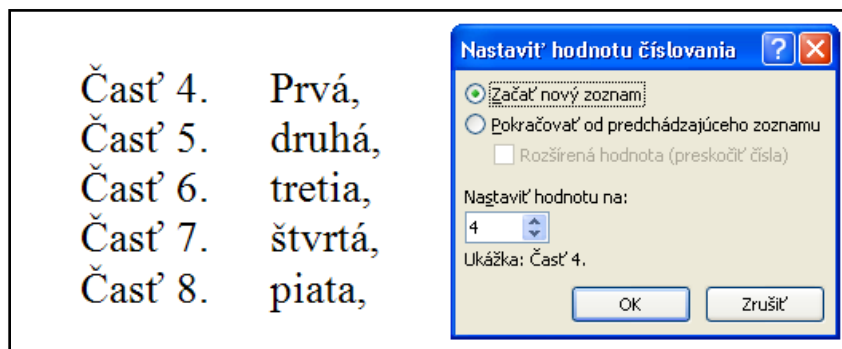 Časť 4. Prvá,
Časť 5. druhá,
Časť 6. tretia,
Časť 7. štvrtá,
Časť 8. piata,
Nastaviť hodnotu číslovania
Začať nový zoznam
Pokračovať od predchádzajúceho zoznamu
Rozšírená hodnota (preskočiť čísla)
Nastaviť hodnotu na:
4
Ukážka: Časť 4.
OK Zrušiť